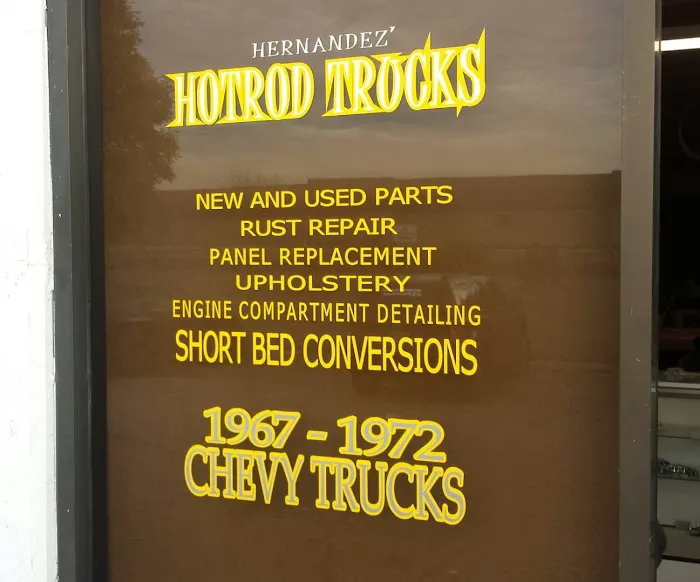 HERNANDEZ'
HOTROD TRUCKS
NEW AND USED PARTS
RUST REPAIR
PANEL REPLACEMENT
UPHOLSTERY
ENGINE COMPARTMENT DETAILING
SHORT BED CONVERSIONS
1967 - 1972
CHEVY TRUCKS